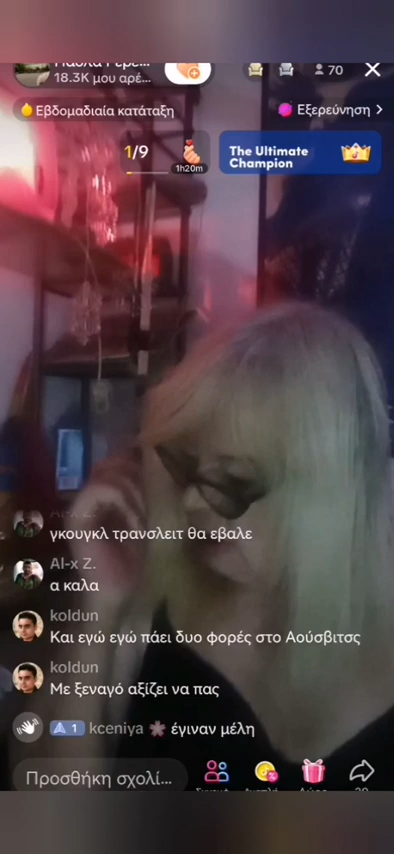 18.3K μου αρέ...
70
Εβδομαδιαία κατάταξη
Εξερεύνηση >
1/9
1h20m
The Ultimate
Champion
γκουγκλ τρανσλειτ θα εβαλε
Al-x Z.
α καλα
koldun
Και εγώ εγώ πάει δυο φορές στο Αούσβιτσς
koldun
Με ξεναγό αξίζει να πας
1 kceniya 🌸 έγιναν μέλη
Προσθήκη σχολί...